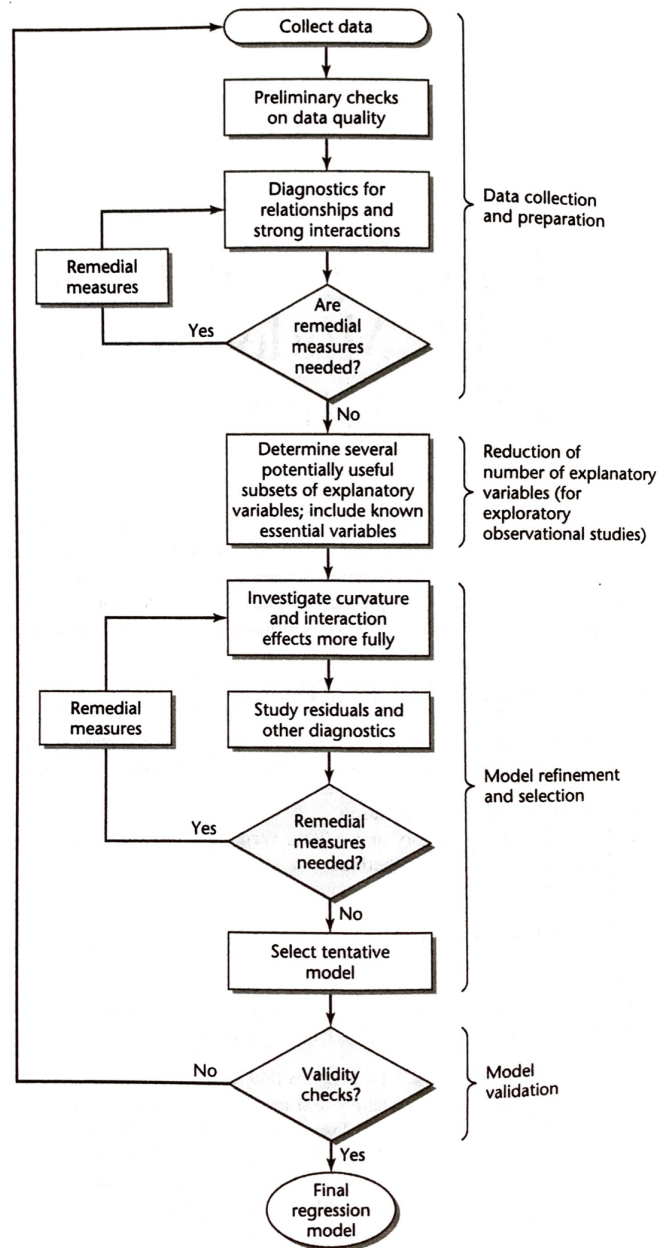 Collect data
Preliminary checks
on data quality
Diagnostics for
relationships and
strong interactions
Data collection
and preparation
Remedial
measures
Are
remedial
measures
needed?
Yes
No
Determine several
potentially useful
subsets of explanatory
variables; include known
essential variables
Reduction of
number of explanatory
variables (for
exploratory
observational studies)
Investigate curvature
and interaction
effects more fully
Remedial
measures
Study residuals and
other diagnostics
Model refinement
and selection
Yes
Remedial
measures
needed?
No
Select tentative
model
No
Validity
checks?
Model
validation
Yes
Final
regression
model